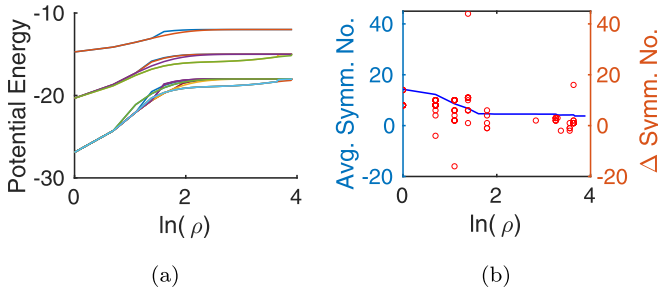 -10
-20
-30
Potential Energy
0
2
4
ln( ρ)
(a)
40
20
0
-20
Avg. Symm. No.
40
20
0
-20
Δ Symm. No.
0
2
4
ln( ρ)
(b)